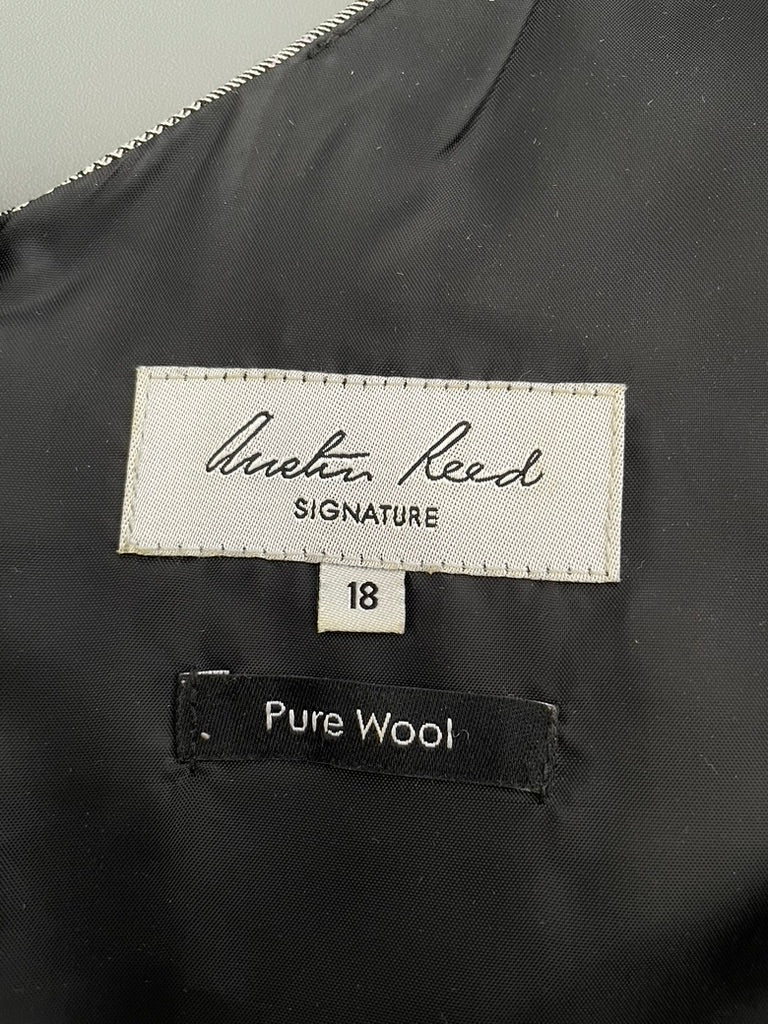 Austin Reed
SIGNATURE
18
Pure Wool